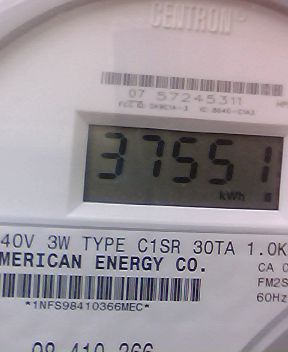 CENTRON®
07 57245311
37551
kWh
40V 3W TYPE C1SR 30TA 1.0K
MERICAN ENERGY CO.
CA 0
FM2S
60Hz
*1NFS98410366MEC*
98 410 366